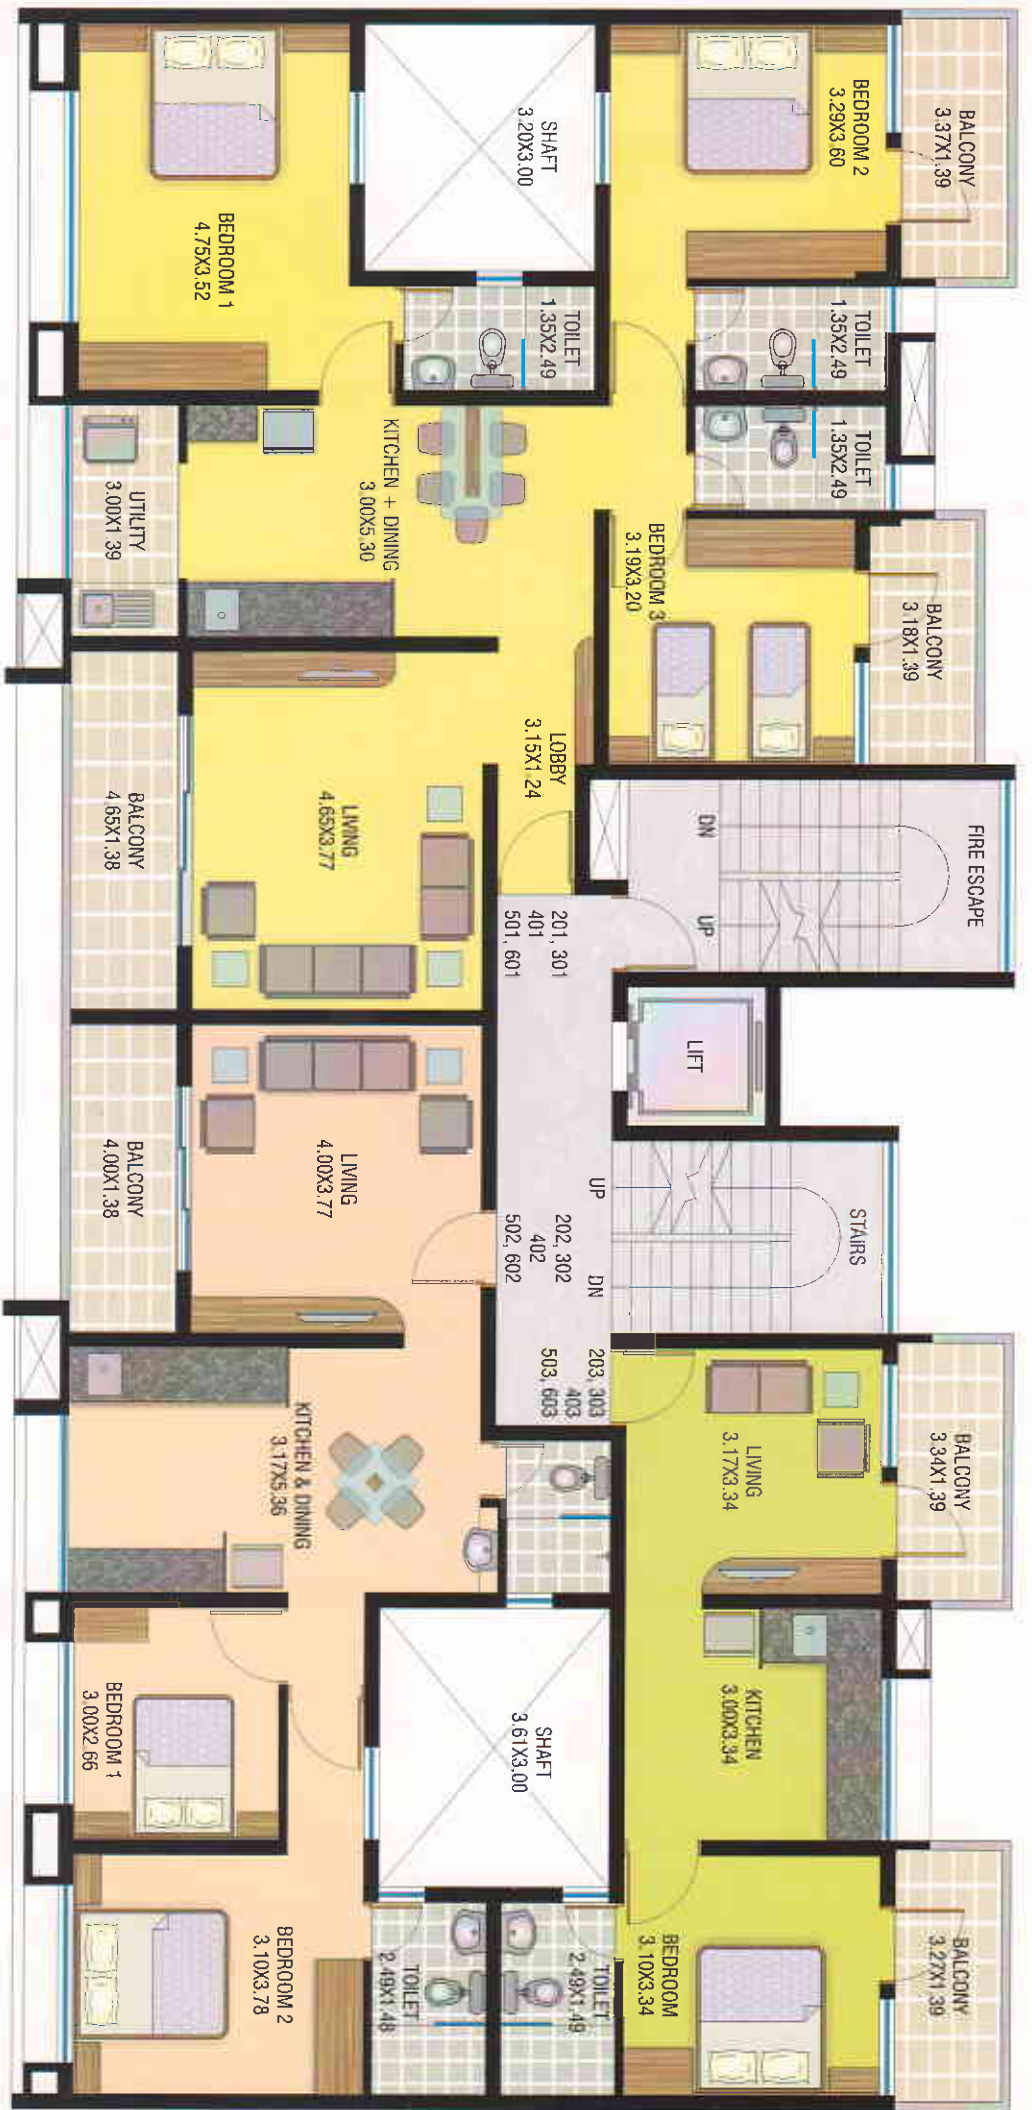 BALCONY
3.37X1.39
BEDROOM 2
3.29X3.60
SHAFT
3.20X3.00
BEDROOM 1
4.75X3.52
TOILET
1.35X2.49
TOILET
1.35X2.49
TOILET
1.35X2.49
KITCHEN + DINING
3.00X5.30
UTILITY
3.00X1.39
BEDROOM 3
3.19X3.20
BALCONY
3.18X1.39
LOBBY
3.15X1.24
LIVING
4.65X3.77
BALCONY
4.65X1.38
FIRE ESCAPE
DN
UP
201, 301
401
501, 601
LIFT
STAIRS
UP
DN
202, 302
402
502, 602
203, 303
403
503, 603
LIVING
4.00X3.77
BALCONY
4.00X1.38
KITCHEN & DINING
3.17X5.36
BALCONY
3.34X1.39
LIVING
3.17X3.34
KITCHEN
3.00X3.34
SHAFT
3.61X3.00
BEDROOM 1
3.00X2.66
BEDROOM 2
3.10X3.78
TOILET
2.49X1.48
TOILET
2.49X1.49
BEDROOM
3.10X3.34
BALCONY
3.27X1.39